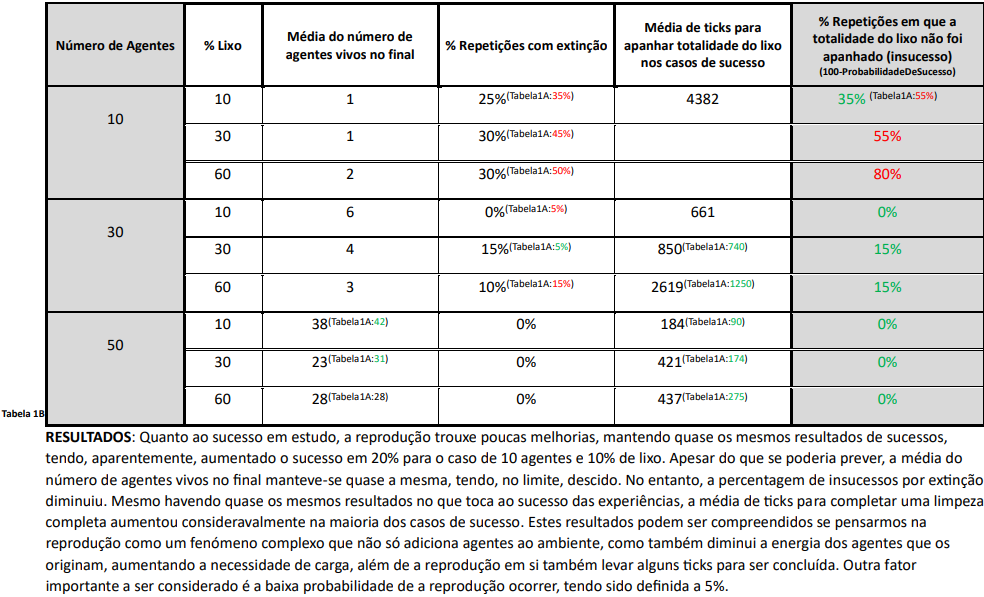 Número de Agentes % Lixo Média do número de agentes vivos no final % Repetições com extinção Média de ticks para apanhar totalidade do lixo nos casos de sucesso % Repetições em que a totalidade do lixo não foi apanhado (insucesso) (100-ProbabilidadeDeSucesso)
10 10 1 25%(Tabela1A:35%) 4382 35% (Tabela1A:55%)
30 1 30%(Tabela1A:45%) 55%
60 2 30%(Tabela1A:50%) 80%
30 10 6 0%(Tabela1A:5%) 661 0%
30 4 15%(Tabela1A:5%) 850(Tabela1A:740) 15%
60 3 10%(Tabela1A:15%) 2619(Tabela1A:1250) 15%
50 10 38(Tabela1A:42) 0% 184(Tabela1A:90) 0%
30 23(Tabela1A:31) 0% 421(Tabela1A:174) 0%
60 28(Tabela1A:28) 0% 437(Tabela1A:275) 0%
Tabela 1B
RESULTADOS: Quanto ao sucesso em estudo, a reprodução trouxe poucas melhorias, mantendo quase os mesmos resultados de sucessos,
tendo, aparentemente, aumentado o sucesso em 20% para o caso de 10 agentes e 10% de lixo. Apesar do que se poderia prever, a média do
número de agentes vivos no final manteve-se quase a mesma, tendo, no limite, descido. No entanto, a percentagem de insucessos por extinção
diminuiu. Mesmo havendo quase os mesmos resultados no que toca ao sucesso das experiências, a média de ticks para completar uma limpeza
completa aumentou consideravalmente na maioria dos casos de sucesso. Estes resultados podem ser compreendidos se pensarmos na
reprodução como um fenómeno complexo que não só adiciona agentes ao ambiente, como também diminui a energia dos agentes que os
originam, aumentando a necessidade de carga, além de a reprodução em si também levar alguns ticks para ser concluída. Outra fator
importante a ser considerado é a baixa probabilidade de a reprodução ocorrer, tendo sido definida a 5%.